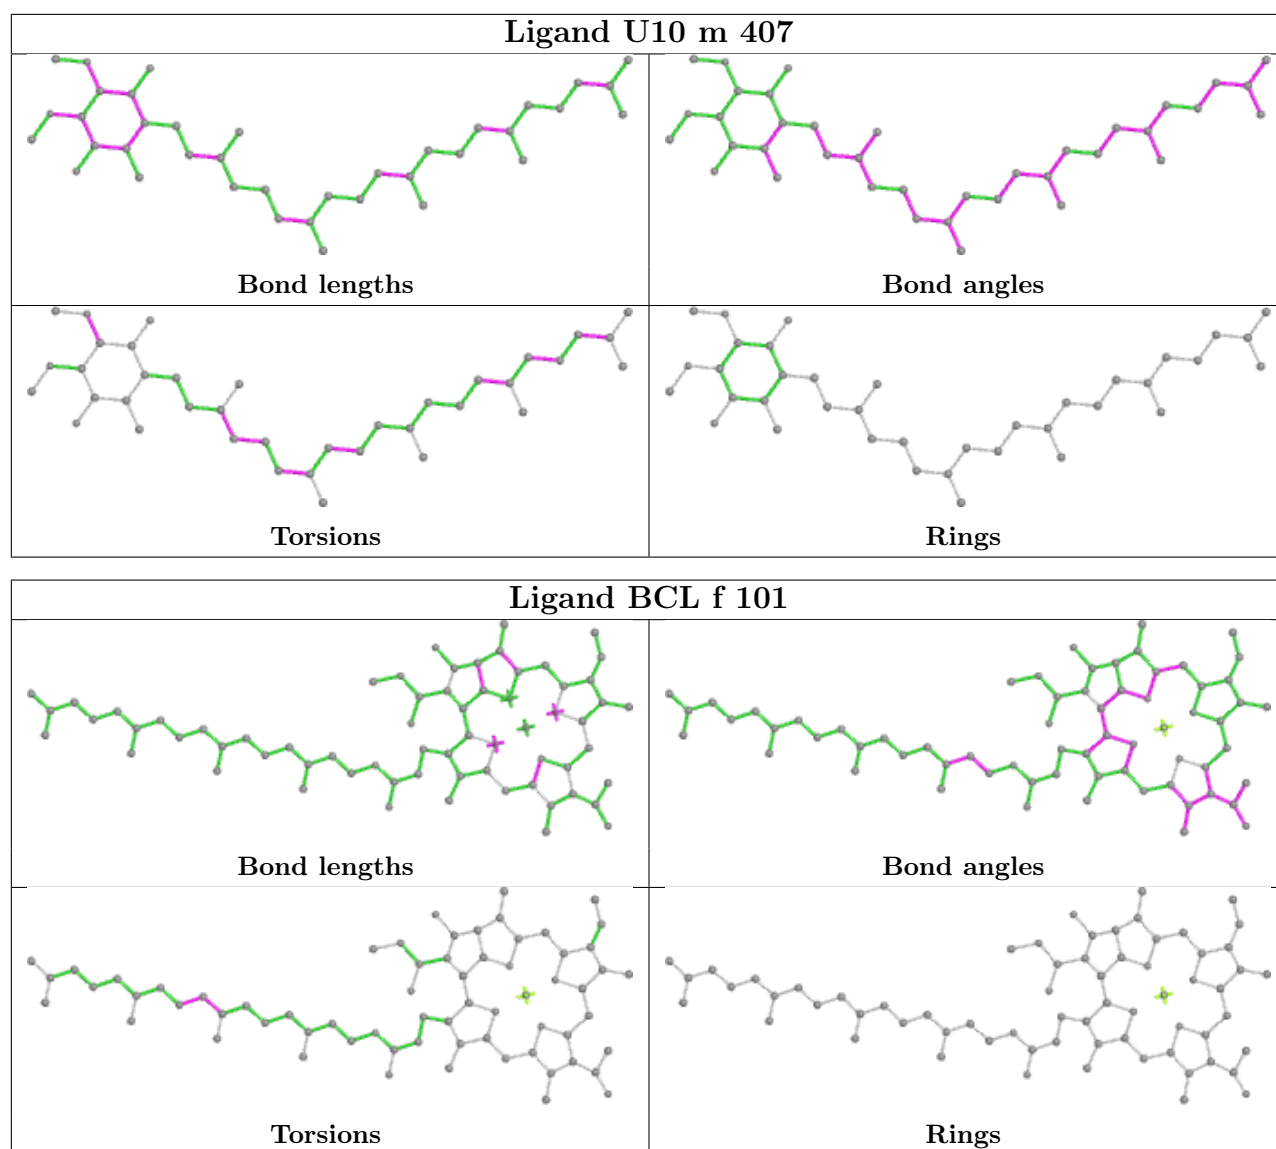 Ligand U10 m 407
Bond lengths
Bond angles
Torsions
Rings
Ligand BCL f 101
Bond lengths
Bond angles
Torsions
Rings